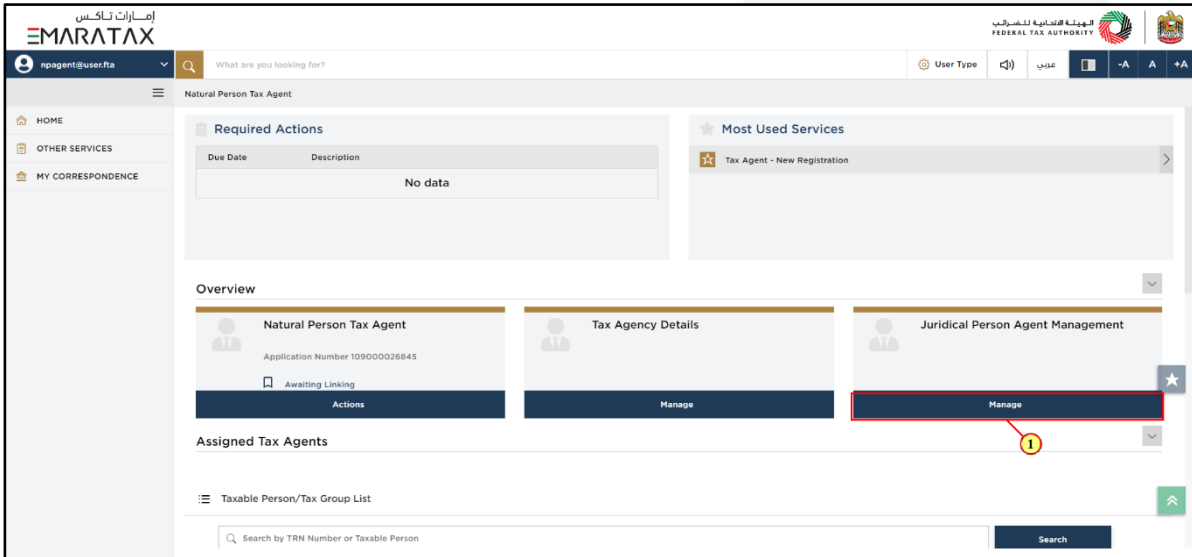 إمـــارات تــاكــس
EMARATAX
الـهـيـئـة الاتـحـاديـة لـلـضـرائـب
FEDERAL TAX AUTHORITY
npagent@user.fta
What are you looking for?
User Type
عربي
-A
A
+A
Natural Person Tax Agent
HOME
OTHER SERVICES
MY CORRESPONDENCE
Required Actions
Due Date Description
No data
Most Used Services
Tax Agent - New Registration
Overview
Natural Person Tax Agent
Application Number 109000026845
Awaiting Linking
Actions
Tax Agency Details
Manage
Juridical Person Agent Management
Manage
1
Assigned Tax Agents
Taxable Person/Tax Group List
Search by TRN Number or Taxable Person
Search